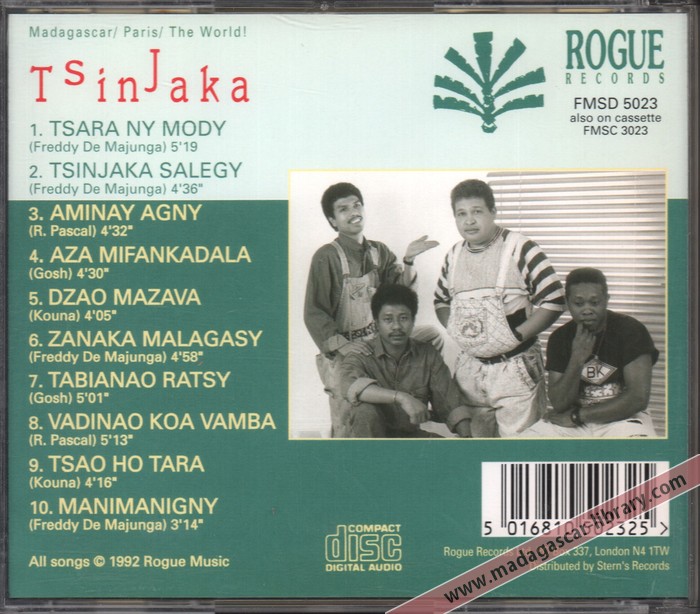 Madagascar/ Paris/ The World!
TsinJaka
1. TSARA NY MODY
(Freddy De Majunga) 5'19
2. TSINJAKA SALEGY
(Freddy De Majunga) 4'36"
3. AMINAY AGNY
(R. Pascal) 4'32"
4. AZA MIFANKADALA
(Gosh) 4'30"
5. DZAO MAZAVA
(Kouna) 4'05"
6. ZANAKA MALAGASY
(Freddy De Majunga) 4'58"
7. TABIANAO RATSY
(Gosh) 5'01"
8. VADINAO KOA VAMBA
(R. Pascal) 5'13"
9. TSAO HO TARA
(Kouna) 4'16"
10. MANIMANIGNY
(Freddy De Majunga) 3'14"
All songs © 1992 Rogue Music
ROGUE
RECORDS
FMSD 5023
also on cassette
FMSC 3023
BK
COMPACT
disc
DIGITAL AUDIO
Rogue Records 337, London N4 1TW
Distributed by Stern's Records
www.madagascar-library.com